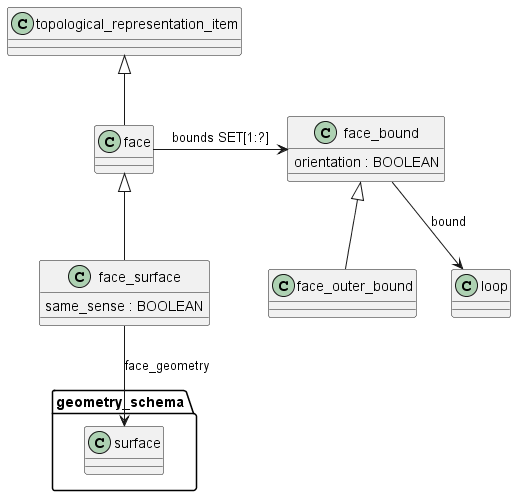 C topological_representation_item
C face
bounds SET[1:?]
C face_bound
orientation : BOOLEAN
C face_surface
same_sense : BOOLEAN
C face_outer_bound
bound
C loop
face_geometry
geometry_schema
C surface